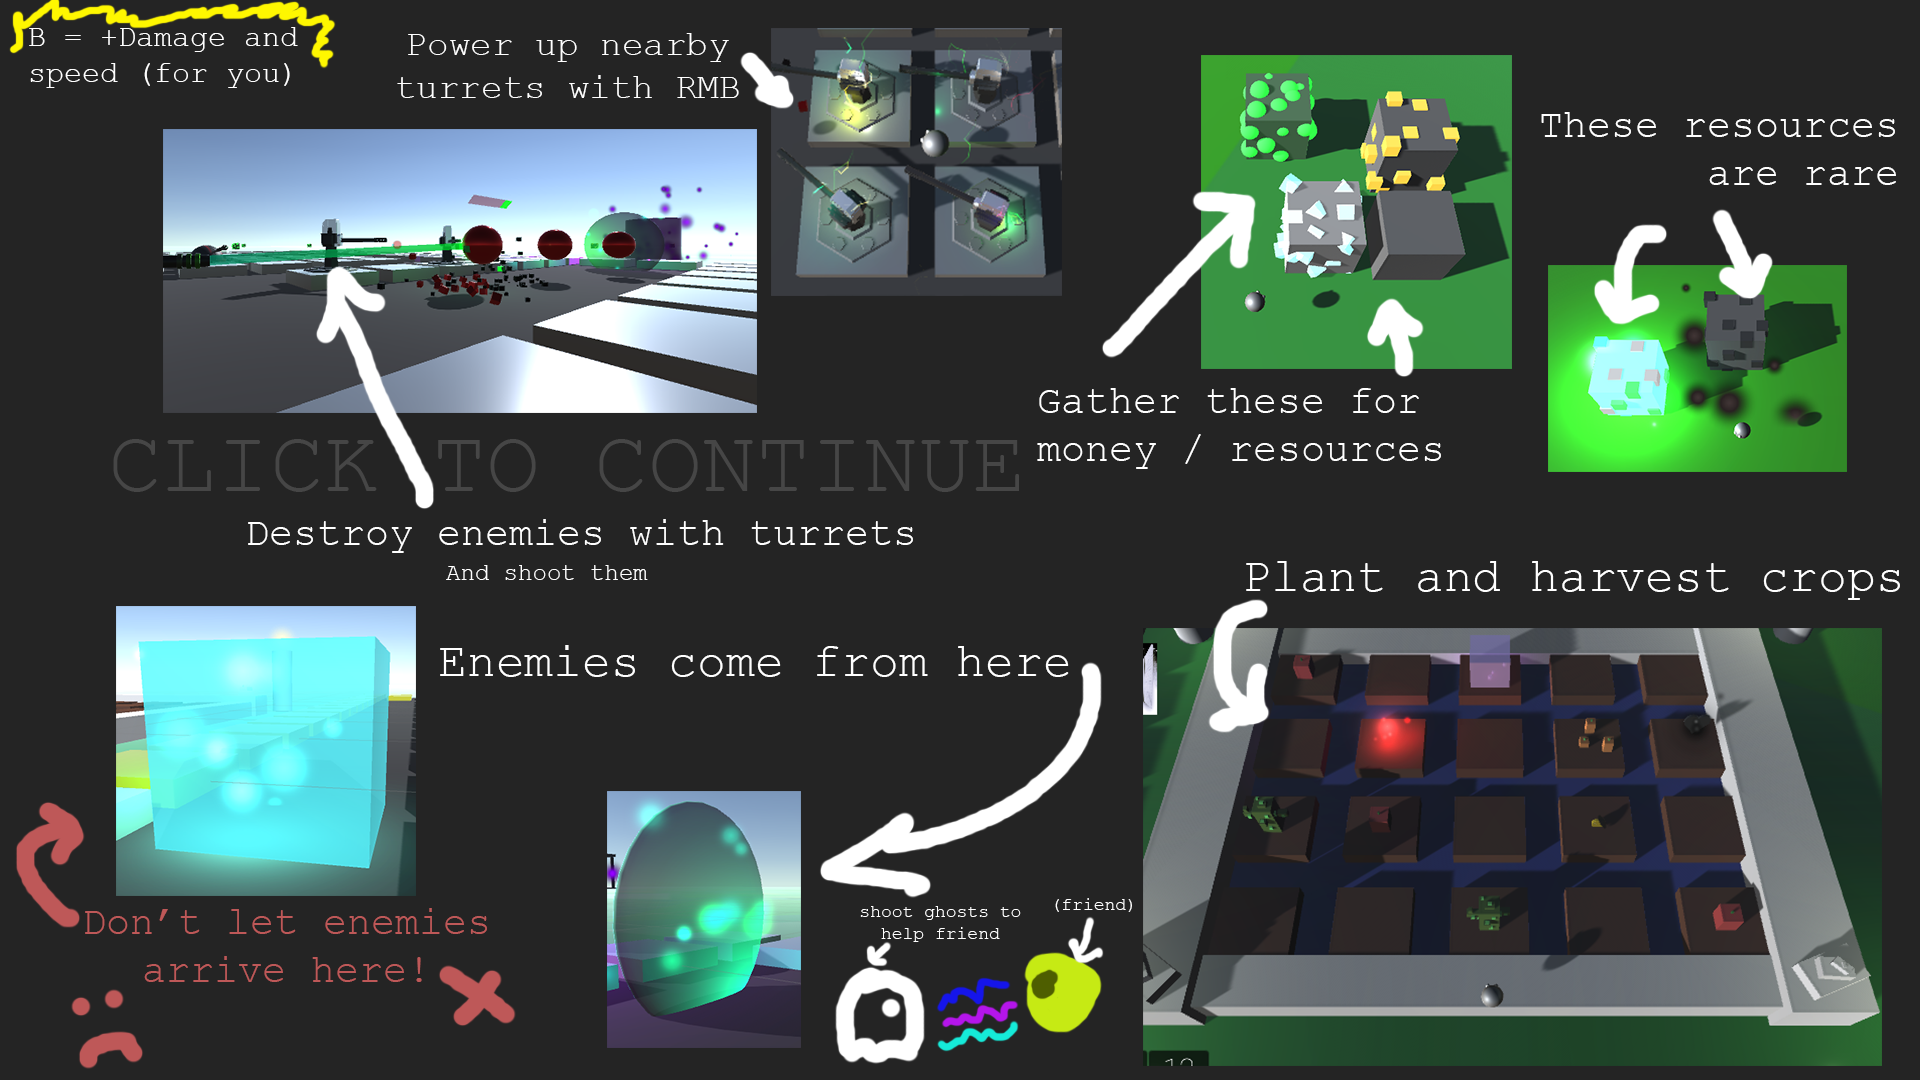 B = +Damage and
speed (for you)
Power up nearby
turrets with RMB
These resources
are rare
Gather these for
money / resources
CLICK TO CONTINUE
Destroy enemies with turrets
And shoot them
Plant and harvest crops
Enemies come from here
Don't let enemies
arrive here!
shoot ghosts to
help friend
(friend)